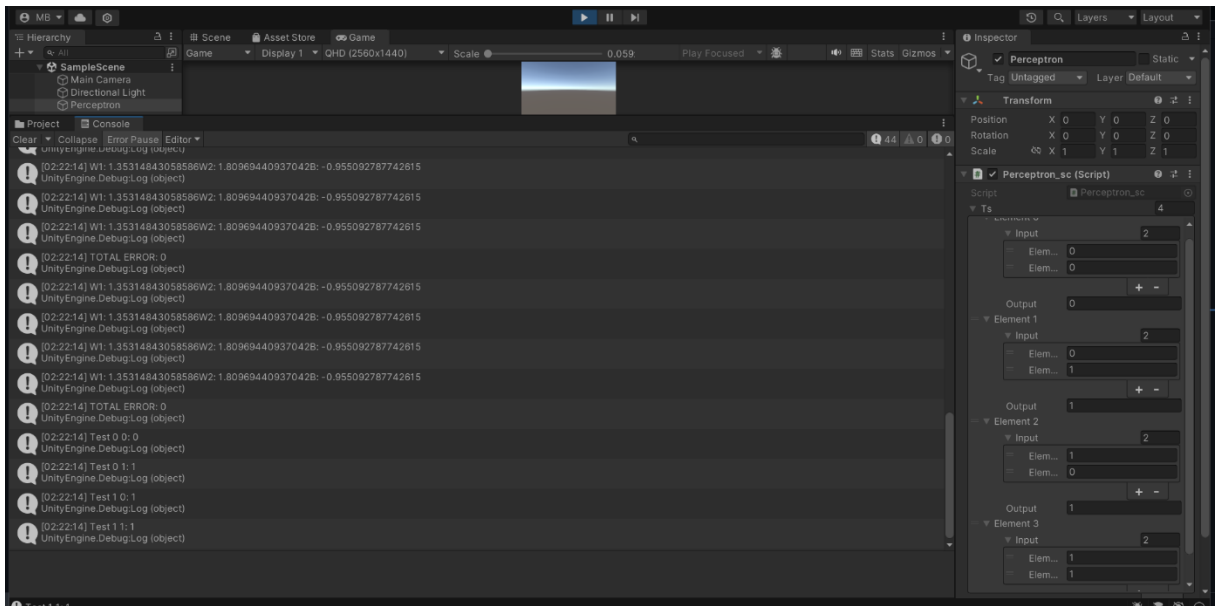 MB
Layers
Layout
Hierarchy
Scene
Asset Store
Game
Inspector
All
Game
Display 1
QHD (2560x1440)
Scale
0.059
Play Focused
Stats
Gizmos
SampleScene
Main Camera
Directional Light
Perceptron
Project
Console
Clear
Collapse
Error Pause
Editor
44
0
0
UnityEngine.Debug:Log (object)
[02:22:14] W1: 1.35314843058586W2: 1.80969440937042B: -0.955092787742615
UnityEngine.Debug:Log (object)
[02:22:14] W1: 1.35314843058586W2: 1.80969440937042B: -0.955092787742615
UnityEngine.Debug:Log (object)
[02:22:14] W1: 1.35314843058586W2: 1.80969440937042B: -0.955092787742615
UnityEngine.Debug:Log (object)
[02:22:14] TOTAL ERROR: 0
UnityEngine.Debug:Log (object)
[02:22:14] W1: 1.35314843058586W2: 1.80969440937042B: -0.955092787742615
UnityEngine.Debug:Log (object)
[02:22:14] W1: 1.35314843058586W2: 1.80969440937042B: -0.955092787742615
UnityEngine.Debug:Log (object)
[02:22:14] W1: 1.35314843058586W2: 1.80969440937042B: -0.955092787742615
UnityEngine.Debug:Log (object)
[02:22:14] W1: 1.35314843058586W2: 1.80969440937042B: -0.955092787742615
UnityEngine.Debug:Log (object)
[02:22:14] TOTAL ERROR: 0
UnityEngine.Debug:Log (object)
[02:22:14] Test 0 0: 0
UnityEngine.Debug:Log (object)
[02:22:14] Test 0 1: 1
UnityEngine.Debug:Log (object)
[02:22:14] Test 1 0: 1
UnityEngine.Debug:Log (object)
[02:22:14] Test 1 1: 1
UnityEngine.Debug:Log (object)
Perceptron
Static
Tag Untagged
Layer Default
Transform
Position X 0 Y 0 Z 0
Rotation X 0 Y 0 Z 0
Scale X 1 Y 1 Z 1
Perceptron_sc (Script)
Script Perceptron_sc
Ts 4
Element 0
Input 2
Elem... 0
Elem... 0
+ -
Output 0
Element 1
Input 2
Elem... 0
Elem... 1
+ -
Output 1
Element 2
Input 2
Elem... 1
Elem... 0
+ -
Output 1
Element 3
Input 2
Elem... 1
Elem... 1
Test 1 1: 1